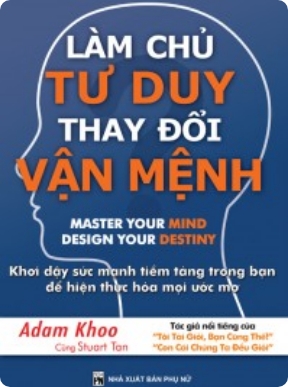 LÀM CHỦ
TƯ DUY
THAY ĐỔI
VẬN MỆNH
MASTER YOUR MIND
DESIGN YOUR DESTINY
Khơi dậy sức mạnh tiềm tàng trong bạn
để hiện thực hóa mọi ước mơ
Adam Khoo
Cùng Stuart Tan
Tác giả nổi tiếng của
"Tôi Tài Giỏi, Bạn Cũng Thế!"
"Con Cái Chúng Ta Đều Giỏi"
NHÀ XUẤT BẢN PHỤ NỮ